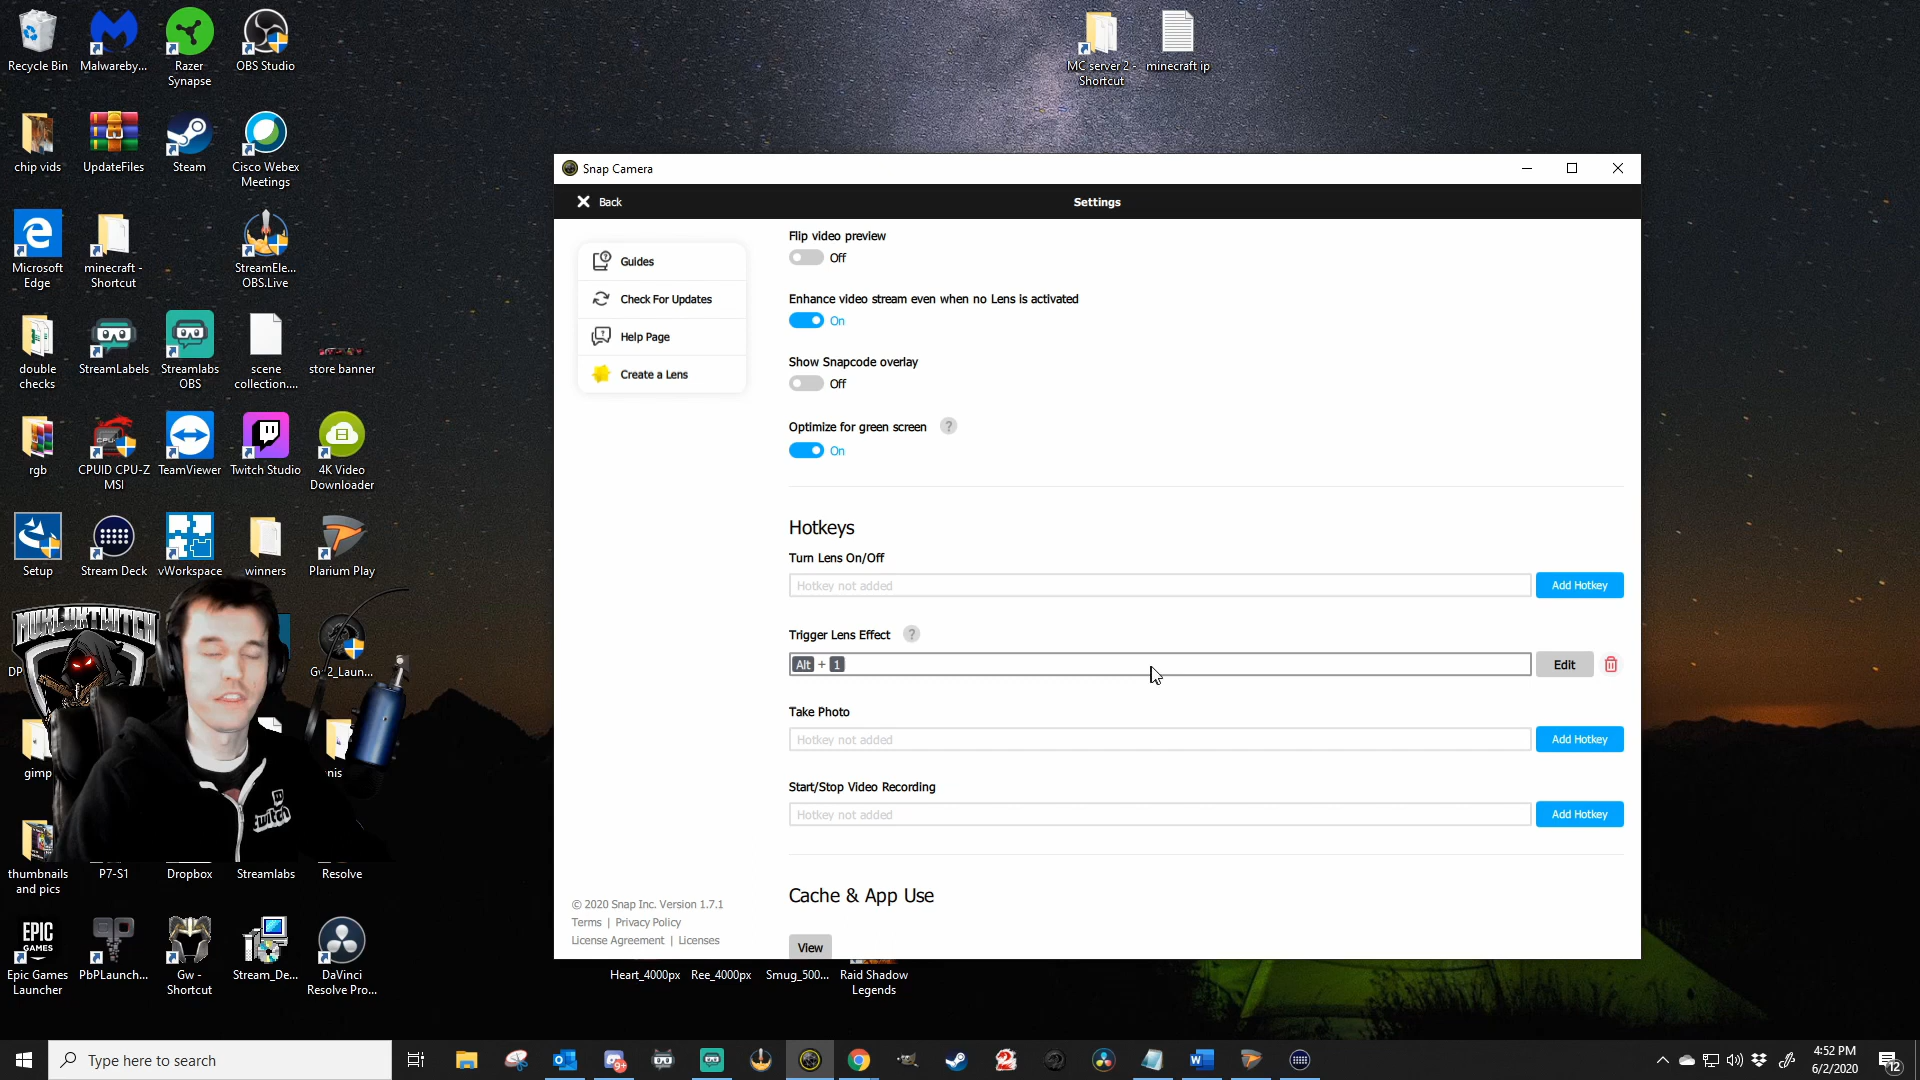 Recycle Bin
Malwareby...
Razer
Synapse
OBS Studio
MC server 2 -
Shortcut
minecraft ip
chip vids
UpdateFiles
Steam
Cisco Webex
Meetings
Microsoft
Edge
minecraft -
Shortcut
StreamEle...
OBS.Live
double
checks
StreamLabels
Streamlabs
OBS
scene
collection....
store banner
rgb
CPUID CPU-Z
MSI
TeamViewer
Twitch Studio
4K Video
Downloader
Setup
Stream Deck
vWorkspace
winners
Plarium Play
MUKLUKTWITCH
DP
Gw2_Laun...
gimp
nis
twitch
thumbnails
and pics
P7-S1
Dropbox
Streamlabs
Resolve
EPIC
GAMES
Epic Games
Launcher
PbPLaunch...
Gw -
Shortcut
Stream_De...
DaVinci
Resolve Pro...
Heart_4000px
Ree_4000px
Smug_500...
Raid Shadow
Legends
Snap Camera
Back
Settings
Guides
Check For Updates
Help Page
Create a Lens
Flip video preview
Off
Enhance video stream even when no Lens is activated
On
Show Snapcode overlay
Off
Optimize for green screen ?
On
Hotkeys
Turn Lens On/Off
Hotkey not added
Add Hotkey
Trigger Lens Effect ?
Alt + 1
Edit
Take Photo
Hotkey not added
Add Hotkey
Start/Stop Video Recording
Hotkey not added
Add Hotkey
Cache & App Use
View
© 2020 Snap Inc. Version 1.7.1
Terms | Privacy Policy
License Agreement | Licenses
Type here to search
9+
4:52 PM
6/2/2020
12